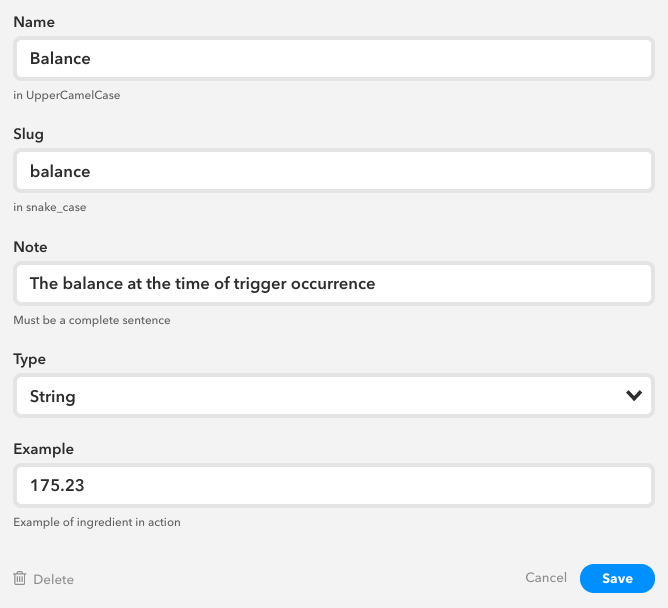 Name
Balance
in UpperCamelCase
Slug
balance
in snake_case
Note
The balance at the time of trigger occurrence
Must be a complete sentence
Type
String
Example
175.23
Example of ingredient in action
Delete
Cancel
Save